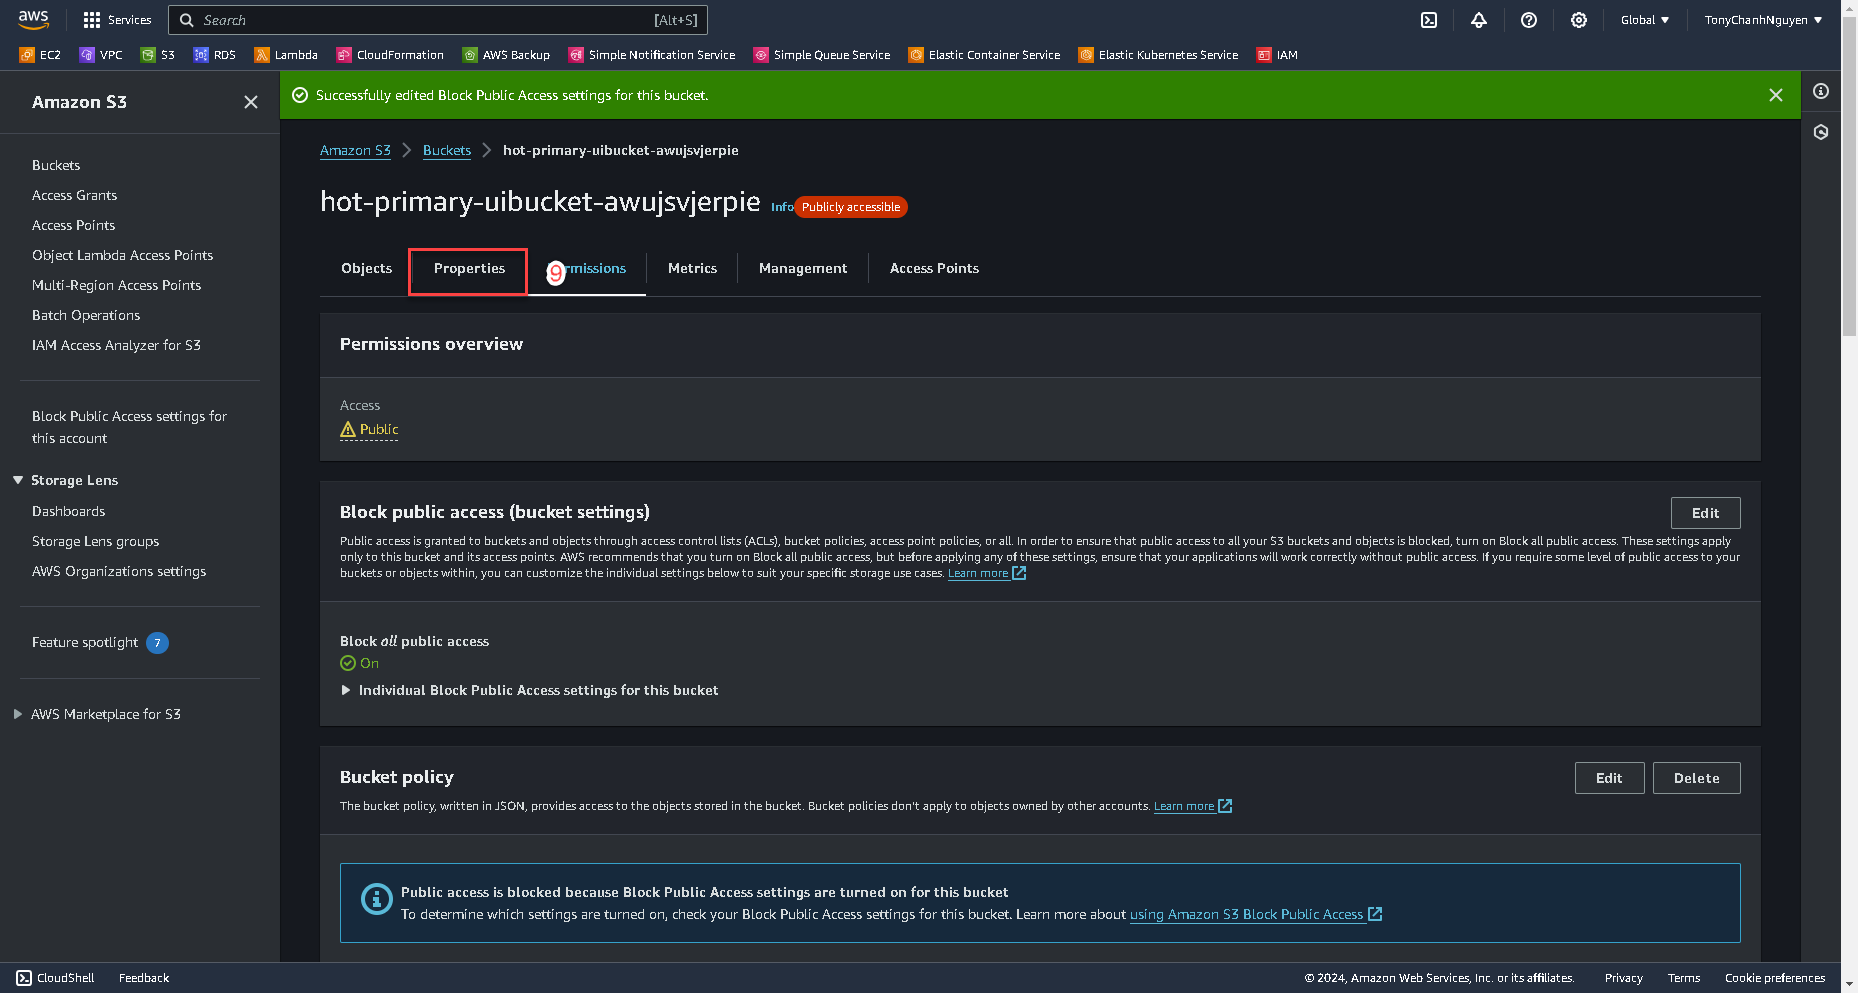 aws Services Search [Alt+S] Global ▼ TonyChanhNguyen ▼
EC2 VPC S3 RDS Lambda CloudFormation AWS Backup Simple Notification Service Simple Queue Service Elastic Container Service Elastic Kubernetes Service IAM
Amazon S3
Successfully edited Block Public Access settings for this bucket.
Buckets
Access Grants
Access Points
Object Lambda Access Points
Multi-Region Access Points
Batch Operations
IAM Access Analyzer for S3
Block Public Access settings for
this account
Storage Lens
Dashboards
Storage Lens groups
AWS Organizations settings
Feature spotlight 7
AWS Marketplace for S3
Amazon S3 > Buckets > hot-primary-uibucket-awujsvjerpie
hot-primary-uibucket-awujsvjerpie Info Publicly accessible
Objects Properties 9 rmissions Metrics Management Access Points
Permissions overview
Access
Public
Block public access (bucket settings) Edit
Public access is granted to buckets and objects through access control lists (ACLs), bucket policies, access point policies, or all. In order to ensure that public access to all your S3 buckets and objects is blocked, turn on Block all public access. These settings apply
only to this bucket and its access points. AWS recommends that you turn on Block all public access, but before applying any of these settings, ensure that your applications will work correctly without public access. If you require some level of public access to your
buckets or objects within, you can customize the individual settings below to suit your specific storage use cases. Learn more
Block all public access
On
Individual Block Public Access settings for this bucket
Bucket policy Edit Delete
The bucket policy, written in JSON, provides access to the objects stored in the bucket. Bucket policies don't apply to objects owned by other accounts. Learn more
Public access is blocked because Block Public Access settings are turned on for this bucket
To determine which settings are turned on, check your Block Public Access settings for this bucket. Learn more about using Amazon S3 Block Public Access
CloudShell Feedback © 2024, Amazon Web Services, Inc. or its affiliates. Privacy Terms Cookie preferences